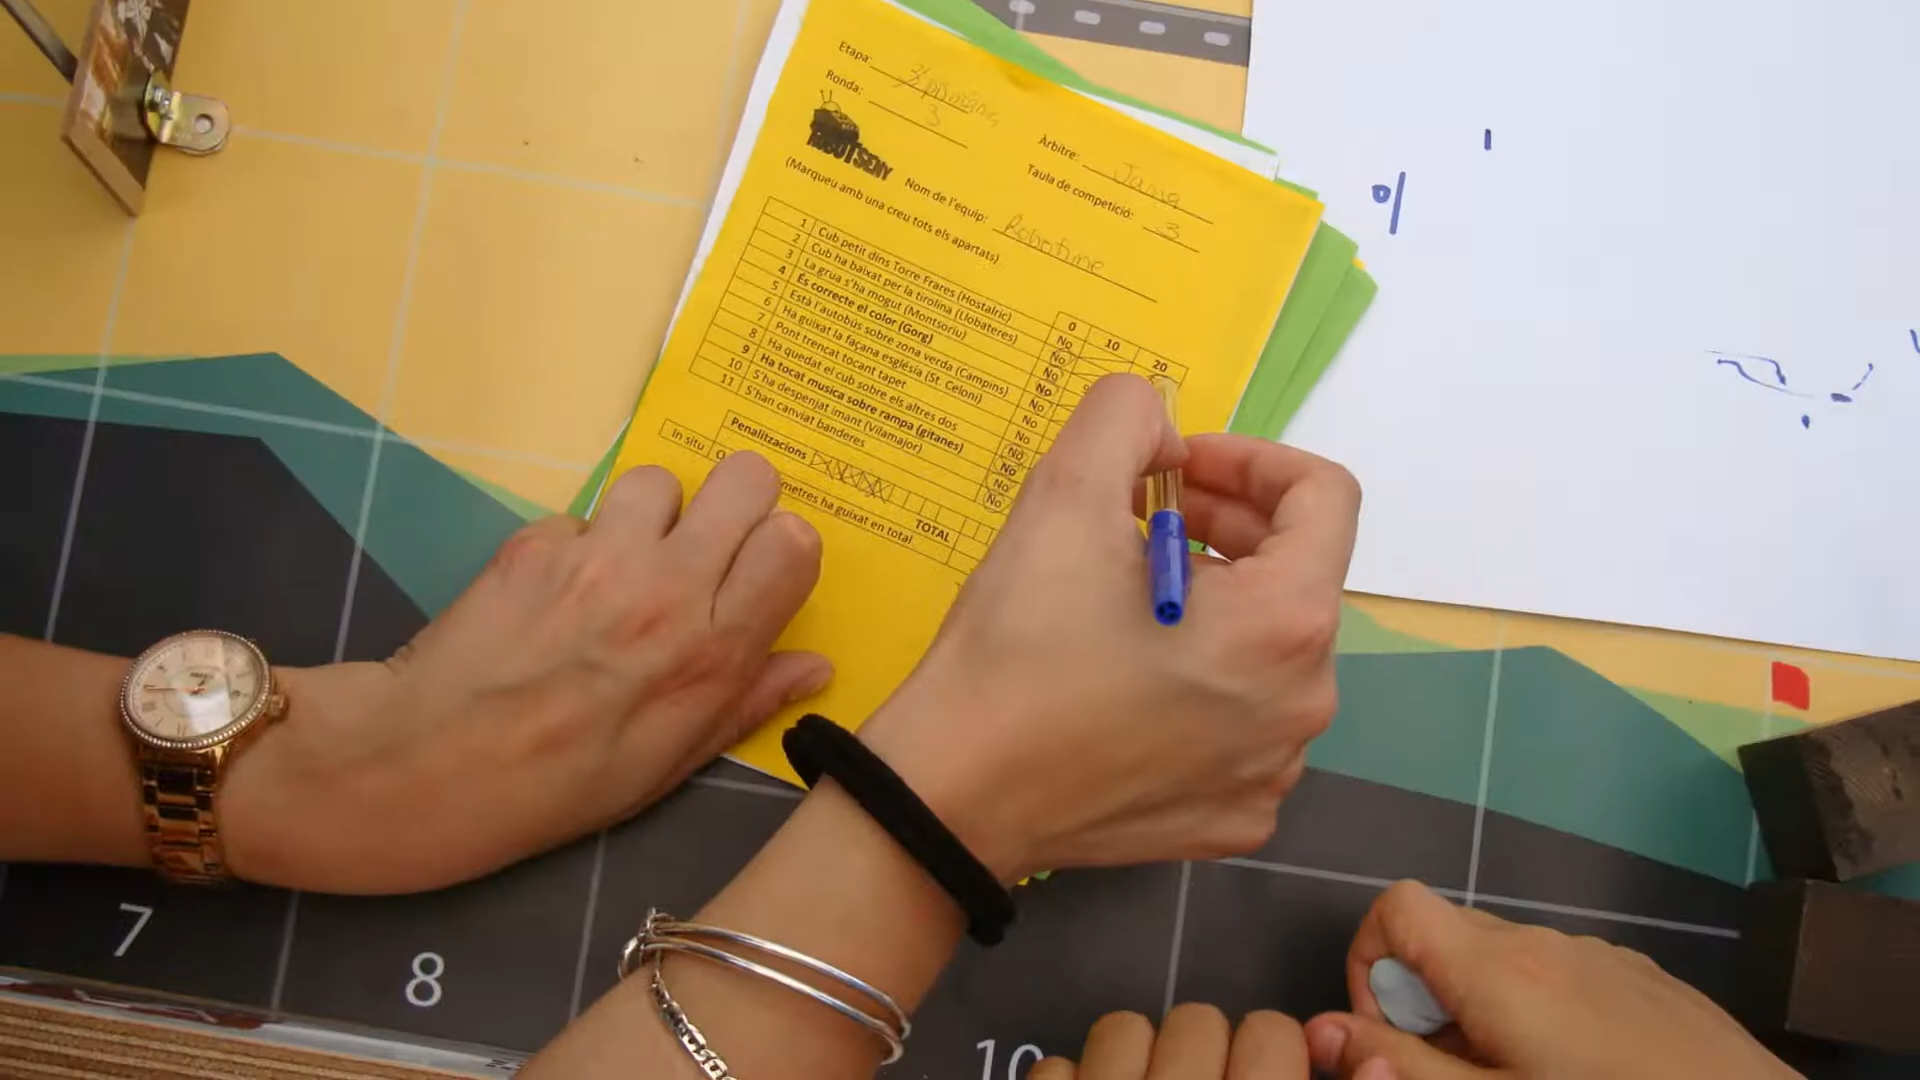 Etapa: 3/ primària
Ronda: 3
ROBOTSENY
Àrbitre: Jana
Taula de competició: 3
Nom de l'equip: Robotime
(Marqueu amb una creu tots els apartats)
0 10 20
1 Cub petit dins Torre Frares (Hostalric) No
2 Cub ha baixat per la tirolina (Llobateres) No
3 La grua s'ha mogut (Montsoriu) No
4 És correcte el color (Gorg) No
5 Està l'autobús sobre zona verda (Campins) No
6 Ha guixat la façana església (St. Celoni) No
7 Pont trencat tocant tapet No
8 Ha quedat el cub sobre els altres dos No
9 Ha tocat musica sobre rampa (gitanes) No
10 S'ha despenjat imant (Vilamajor) No
11 S'han canviat banderes No
Penalitzacions
In situ
TOTAL
metres ha guixat en total
7
8
10